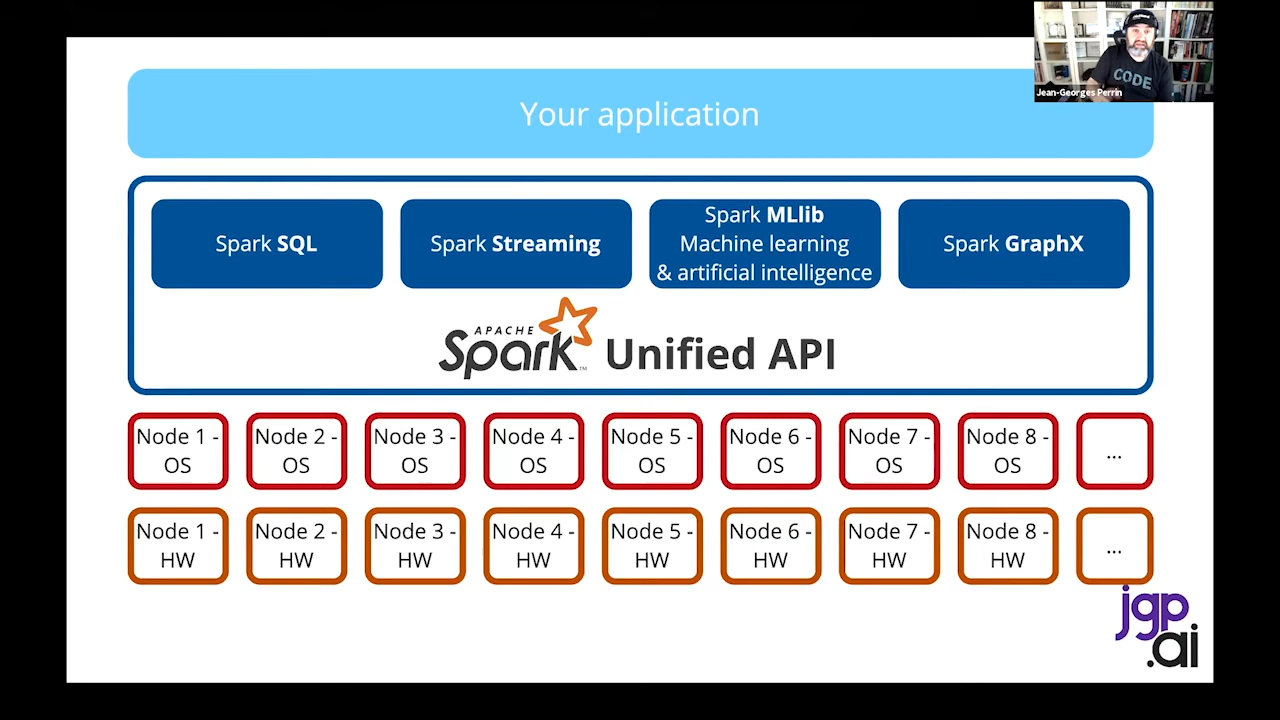 Your application
Spark SQL
Spark Streaming
Spark MLlib
Machine learning
& artificial intelligence
Spark GraphX
APACHE
Spark™ Unified API
Node 1 -
OS
Node 2 -
OS
Node 3 -
OS
Node 4 -
OS
Node 5 -
OS
Node 6 -
OS
Node 7 -
OS
Node 8 -
OS
...
Node 1 -
HW
Node 2 -
HW
Node 3 -
HW
Node 4 -
HW
Node 5 -
HW
Node 6 -
HW
Node 7 -
HW
Node 8 -
HW
...
jgp
.ai
CODE
Jean-Georges Perrin